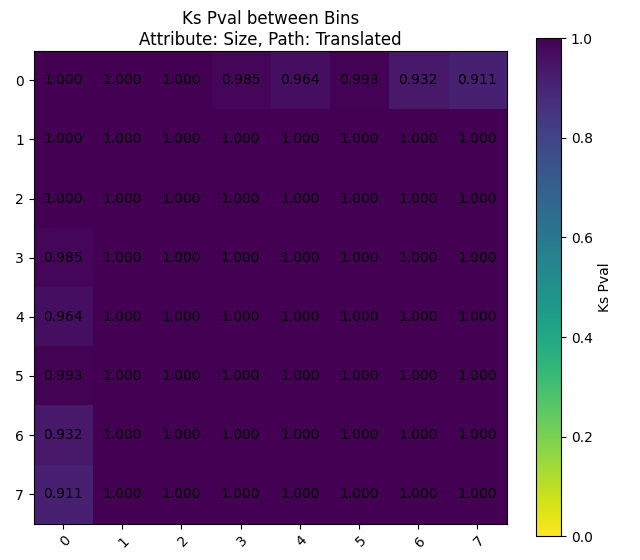 Ks Pval between Bins
Attribute: Size, Path: Translated
0 1.000 1.000 1.000 0.985 0.964 0.993 0.932 0.911
1 1.000 1.000 1.000 1.000 1.000 1.000 1.000 1.000
2 1.000 1.000 1.000 1.000 1.000 1.000 1.000 1.000
3 0.985 1.000 1.000 1.000 1.000 1.000 1.000 1.000
4 0.964 1.000 1.000 1.000 1.000 1.000 1.000 1.000
5 0.993 1.000 1.000 1.000 1.000 1.000 1.000 1.000
6 0.932 1.000 1.000 1.000 1.000 1.000 1.000 1.000
7 0.911 1.000 1.000 1.000 1.000 1.000 1.000 1.000
0 1 2 3 4 5 6 7
1.0
0.8
0.6
0.4
0.2
0.0
Ks Pval